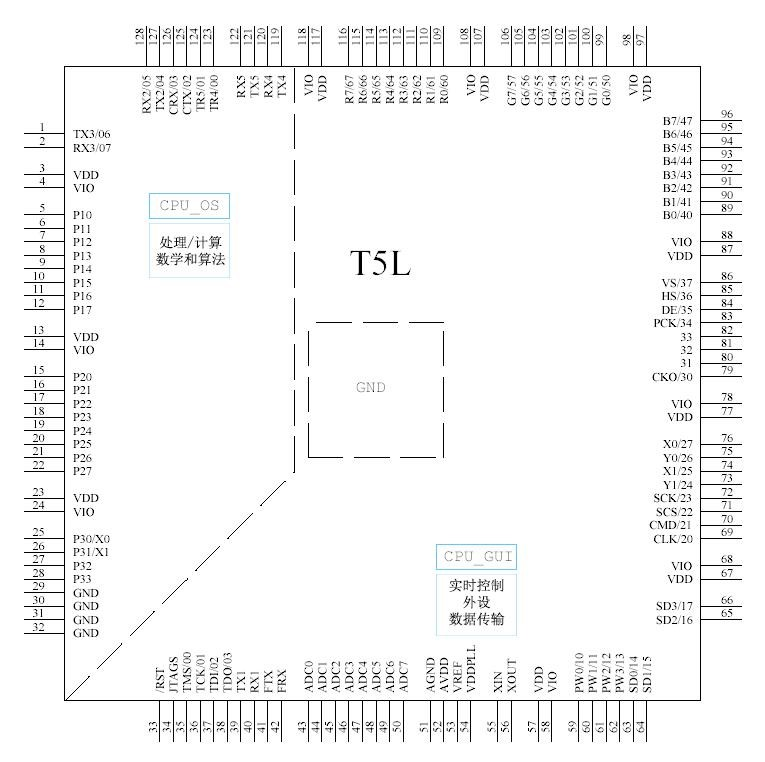 128 127 126 125 124 123 122 121 120 119 118 117 116 115 114 113 112 111 110 109 108 107 106 105 104 103 102 101 100 99 98 97
RX2/05 TX2/04 CRX/03 CTX/02 TR5/01 TR4/00 RX5 TX5 RX4 TX4 VIO VDD R7/67 R6/66 R5/65 R4/64 R3/63 R2/62 R1/61 R0/60 VIO VDD G7/57 G6/56 G5/55 G4/54 G3/53 G2/52 G1/51 G0/50 VIO VDD
1 TX3/06
2 RX3/07
3 VDD
4 VIO
5 P10
6 P11
7 P12
8 P13
9 P14
10 P15
11 P16
12 P17
13 VDD
14 VIO
15 P20
16 P21
17 P22
18 P23
19 P24
20 P25
21 P26
22 P27
23 VDD
24 VIO
25 P30/X0
26 P31/X1
27 P32
28 P33
29 GND
30 GND
31 GND
32 GND
CPU_OS
处理/计算
数学和算法
T5L
GND
CPU_GUI
实时控制
外设
数据传输
B7/47 96
B6/46 95
B5/45 94
B4/44 93
B3/43 92
B2/42 91
B1/41 90
B0/40 89
VIO 88
VDD 87
VS/37 86
HS/36 85
DE/35 84
PCK/34 83
33 82
32 81
31 80
CKO/30 79
VIO 78
VDD 77
X0/27 76
Y0/26 75
X1/25 74
Y1/24 73
SCK/23 72
SCS/22 71
CMD/21 70
CLK/20 69
VIO 68
VDD 67
SD3/17 66
SD2/16 65
/RST JTAGS TMS/00 TCK/01 TDI/02 TDO/03 TX1 RX1 FTX FRX ADC0 ADC1 ADC2 ADC3 ADC4 ADC5 ADC6 ADC7 AGND AVDD VREF VDDPLL XIN XOUT VDD VIO PW0/10 PW1/11 PW2/12 PW3/13 SD0/14 SD1/15
33 34 35 36 37 38 39 40 41 42 43 44 45 46 47 48 49 50 51 52 53 54 55 56 57 58 59 60 61 62 63 64